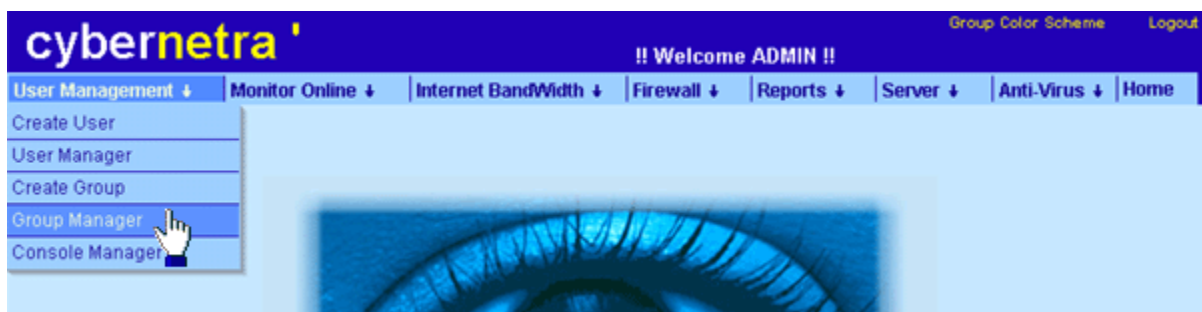 Group Color Scheme Logout
cybernetra '
!! Welcome ADMIN !!
User Management ↓ Monitor Online ↓ Internet BandWidth ↓ Firewall ↓ Reports ↓ Server ↓ Anti-Virus ↓ Home
Create User
User Manager
Create Group
Group Manager
Console Manager